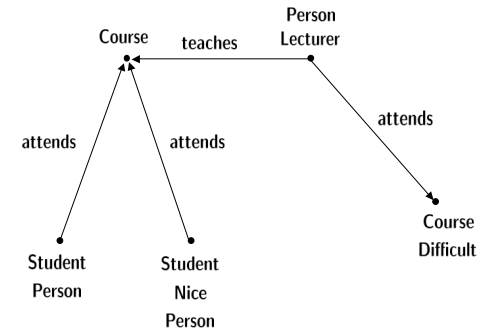 Person
Lecturer
Course
teaches
attends
attends
attends
Course
Difficult
Student
Person
Student
Nice
Person